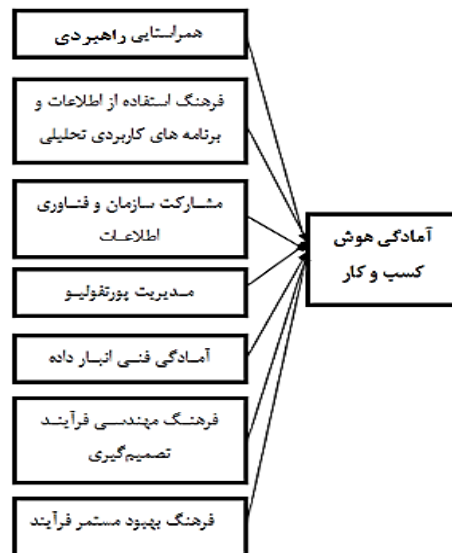 همراستایی راهبردی
فرهنگ استفاده از اطلاعات و
برنامه های کاربردی تحلیلی
مشارکت سازمان و فناوری
اطلاعات
مدیریت پورتفولیو
آمادگی فنی انبار داده
فرهنگ مهندسی فرآیند
تصمیم‌گیری
فرهنگ بهبود مستمر فرآیند
آمادگی هوش
کسب و کار